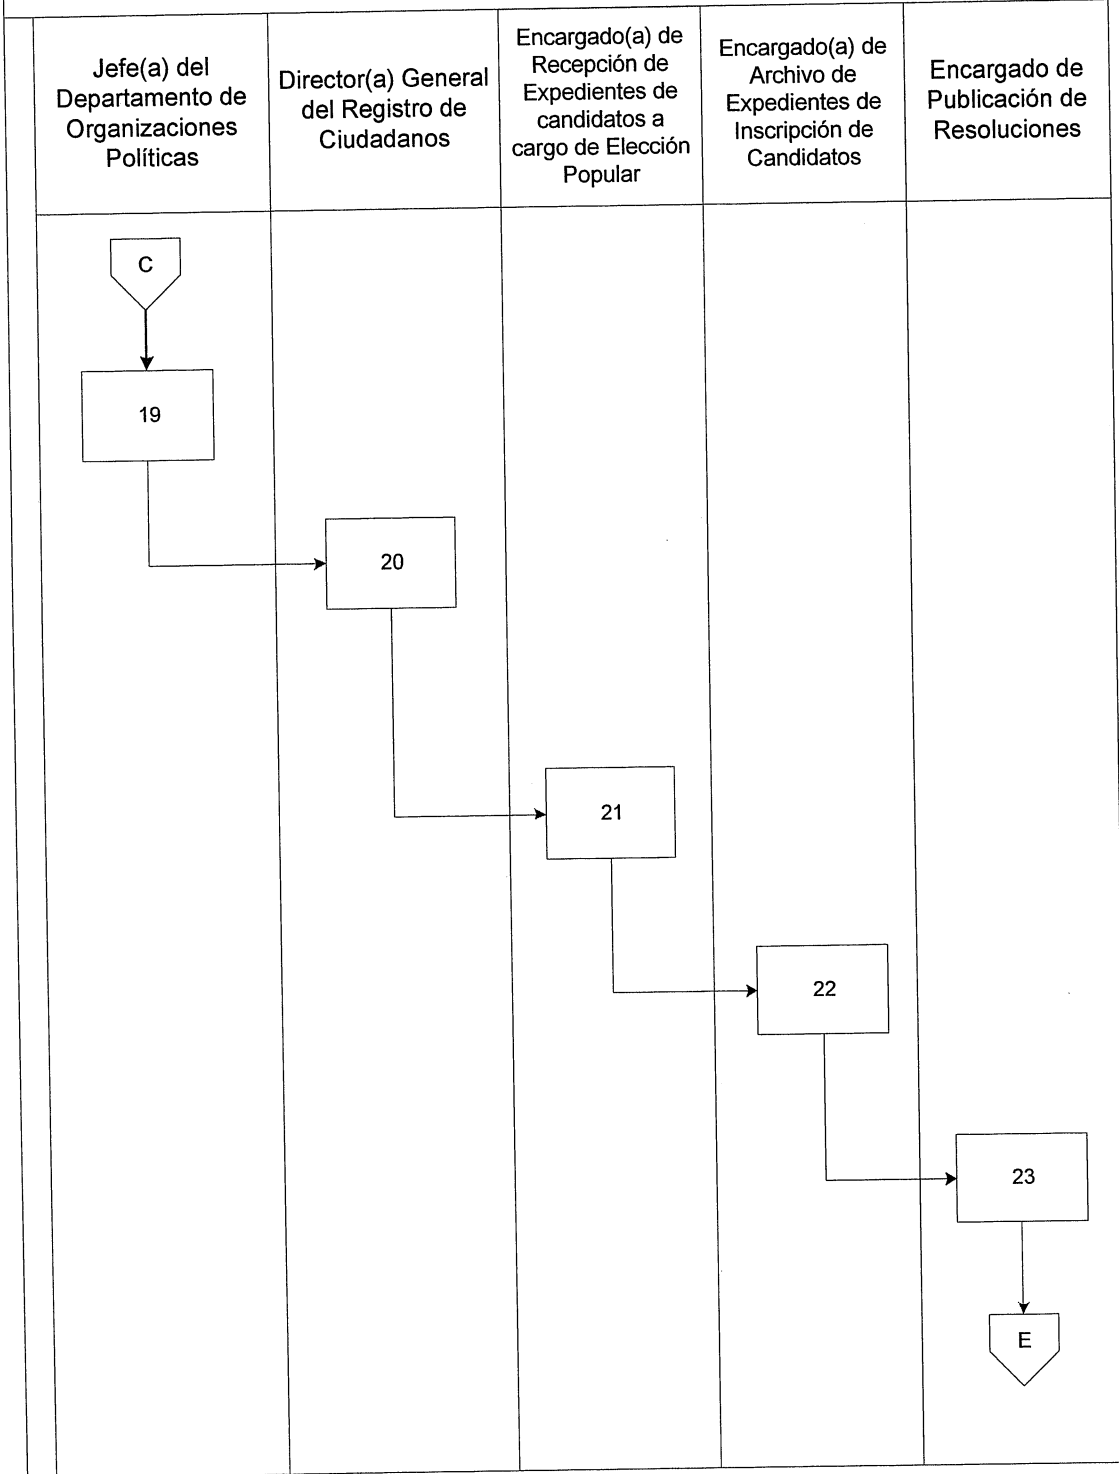 Jefe(a) del
Departamento de
Organizaciones
Políticas
Director(a) General
del Registro de
Ciudadanos
Encargado(a) de
Recepción de
Expedientes de
candidatos a
cargo de Elección
Popular
Encargado(a) de
Archivo de
Expedientes de
Inscripción de
Candidatos
Encargado de
Publicación de
Resoluciones
C
19
20
21
22
23
E